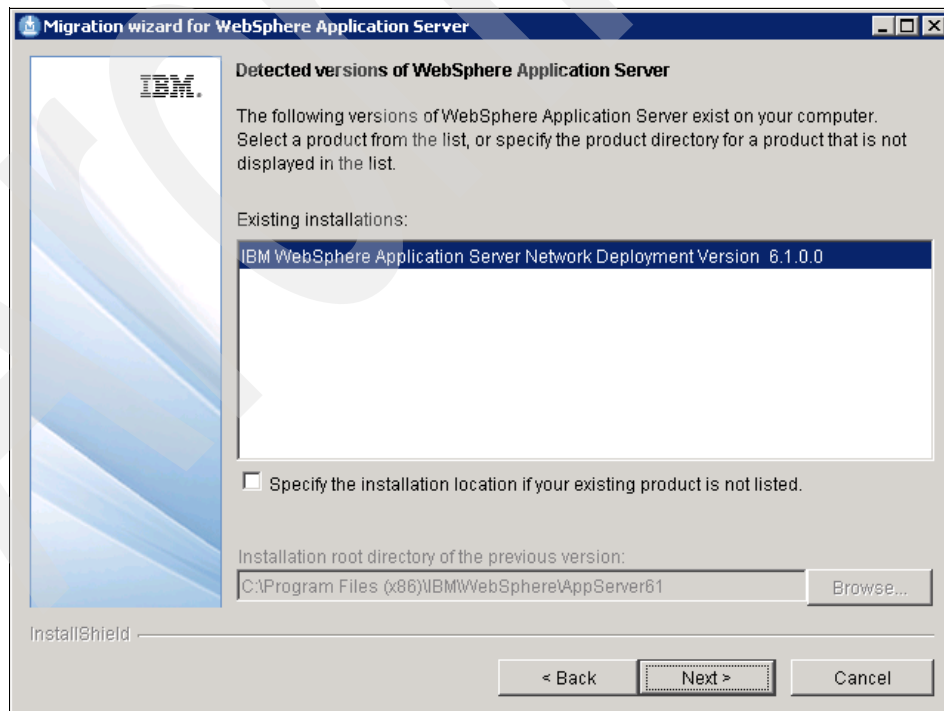 Migration wizard for WebSphere Application Server
IBM.
Detected versions of WebSphere Application Server
The following versions of WebSphere Application Server exist on your computer.
Select a product from the list, or specify the product directory for a product that is not
displayed in the list.
Existing installations:
IBM WebSphere Application Server Network Deployment Version  6.1.0.0
Specify the installation location if your existing product is not listed.
Installation root directory of the previous version:
C:\Program Files (x86)\IBM\WebSphere\AppServer61
Browse...
InstallShield
< Back
Next >
Cancel